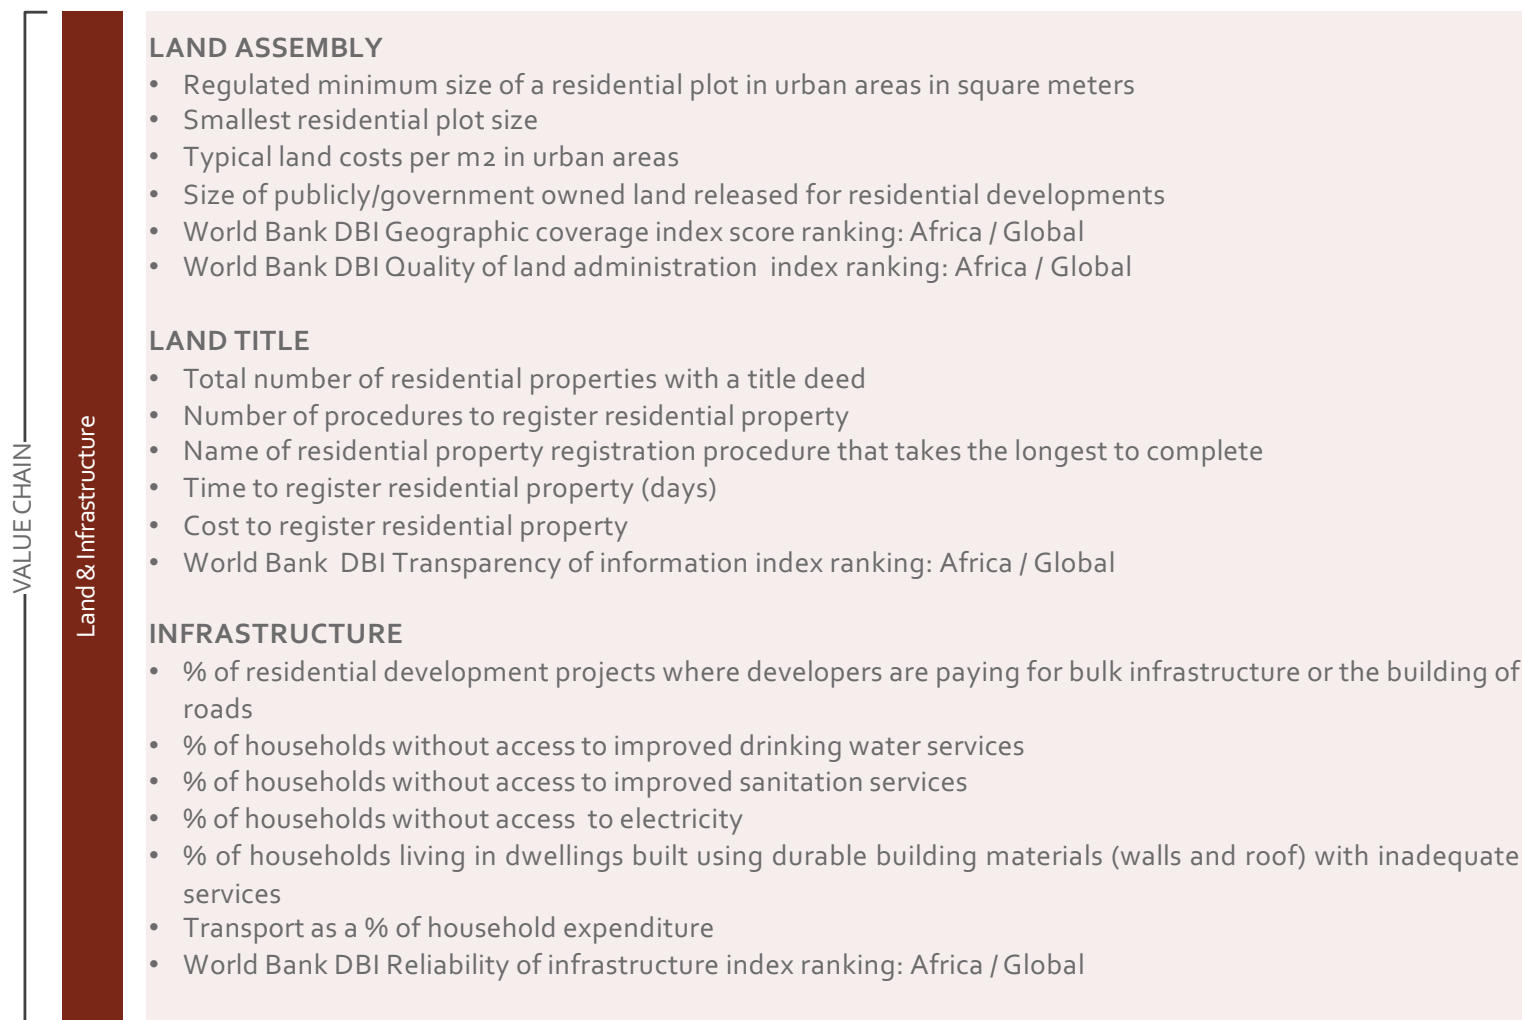 VALUE CHAIN
Land & Infrastructure
LAND ASSEMBLY
• Regulated minimum size of a residential plot in urban areas in square meters
• Smallest residential plot size
• Typical land costs per m2 in urban areas
• Size of publicly/government owned land released for residential developments
• World Bank DBI Geographic coverage index score ranking: Africa / Global
• World Bank DBI Quality of land administration index ranking: Africa / Global
LAND TITLE
• Total number of residential properties with a title deed
• Number of procedures to register residential property
• Name of residential property registration procedure that takes the longest to complete
• Time to register residential property (days)
• Cost to register residential property
• World Bank DBI Transparency of information index ranking: Africa / Global
INFRASTRUCTURE
• % of residential development projects where developers are paying for bulk infrastructure or the building of
roads
• % of households without access to improved drinking water services
• % of households without access to improved sanitation services
• % of households without access to electricity
• % of households living in dwellings built using durable building materials (walls and roof) with inadequate
services
• Transport as a % of household expenditure
• World Bank DBI Reliability of infrastructure index ranking: Africa / Global